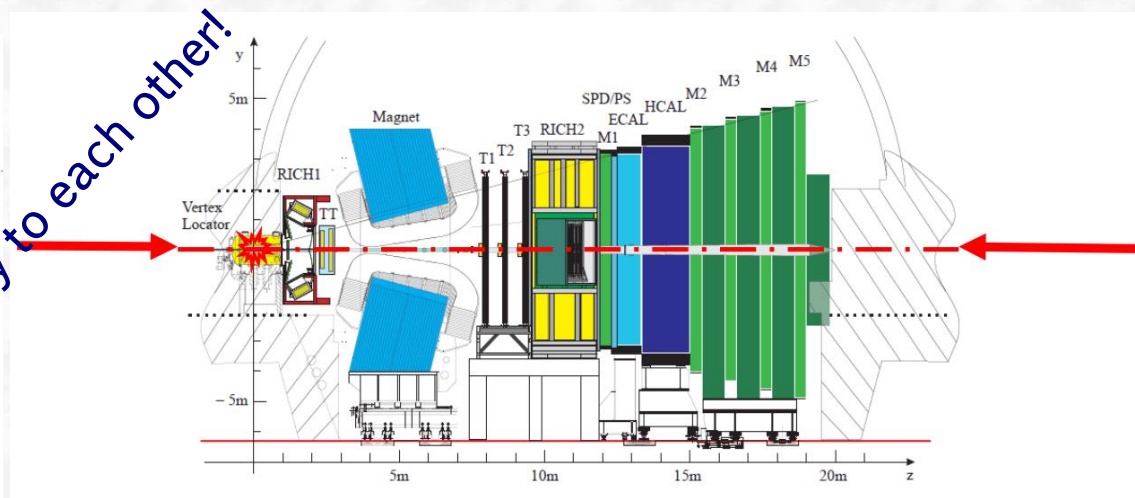 y to each other!
y
5m
Magnet
SPD/PS
ECAL
HCAL
M1
M2
M3
M4
M5
RICH2
T1
T2
T3
RICH1
TT
Vertex
Locator
– 5m
5m
10m
15m
20m
z